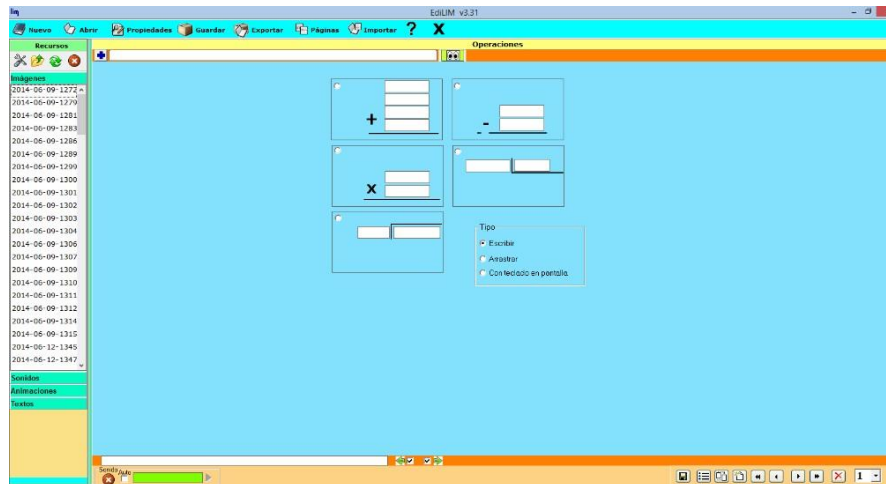 EdiLIM v3.31
Nuevo Abrir Propiedades Guardar Exportar Páginas Importar ? X
Recursos
Operaciones
Imágenes
2014-06-09-1272
2014-06-09-1279
2014-06-09-1281
2014-06-09-1283
2014-06-09-1286
2014-06-09-1289
2014-06-09-1299
2014-06-09-1300
2014-06-09-1301
2014-06-09-1302
2014-06-09-1303
2014-06-09-1304
2014-06-09-1306
2014-06-09-1307
2014-06-09-1309
2014-06-09-1310
2014-06-09-1311
2014-06-09-1312
2014-06-09-1314
2014-06-09-1315
2014-06-12-1345
2014-06-12-1347
Sonidos
Animaciones
Textos
+
-
x
Tipo
Escribir
Arrastrar
Con teclado en pantalla
Sonido Auto
1